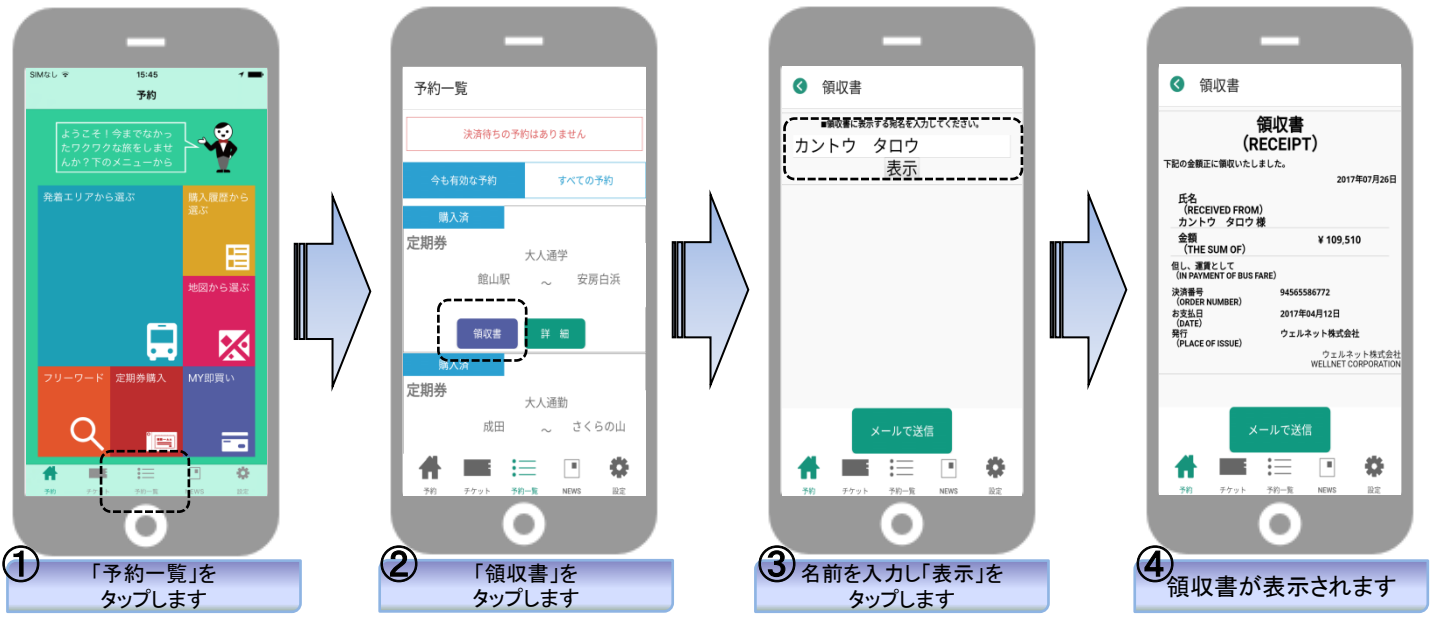 SIMなし 15:45
予約
ようこそ！今までなかっ
たワクワクな旅をしませ
んか？下のメニューから
発着エリアから選ぶ
購入履歴から
選ぶ
地図から選ぶ
フリーワード 定期券購入 MY即買い
予約 チケット 予約一覧 NEWS 設定
①
「予約一覧」を
タップします
予約一覧
決済待ちの予約はありません
今も有効な予約 すべての予約
購入済
定期券
大人通学
館山駅 ～ 安房白浜
領収書 詳 細
購入済
定期券
大人通勤
成田 ～ さくらの山
予約 チケット 予約一覧 NEWS 設定
②
「領収書」を
タップします
領収書
■領収書に表示する宛名を入力してください。
カントウ タロウ
表示
メールで送信
予約 チケット 予約一覧 NEWS 設定
③
名前を入力し「表示」を
タップします
領収書
領収書
(RECEIPT)
下記の金額正に領収いたしました。
2017年07月26日
氏名
(RECEIVED FROM)
カントウ タロウ 様
金額 ¥ 109,510
(THE SUM OF)
但し、運賃として
(IN PAYMENT OF BUS FARE)
決済番号 94565586772
(ORDER NUMBER)
お支払日 2017年04月12日
(DATE)
発行 ウェルネット株式会社
(PLACE OF ISSUE)
ウェルネット株式会社
WELLNET CORPORATION
メールで送信
予約 チケット 予約一覧 NEWS 設定
④
領収書が表示されます